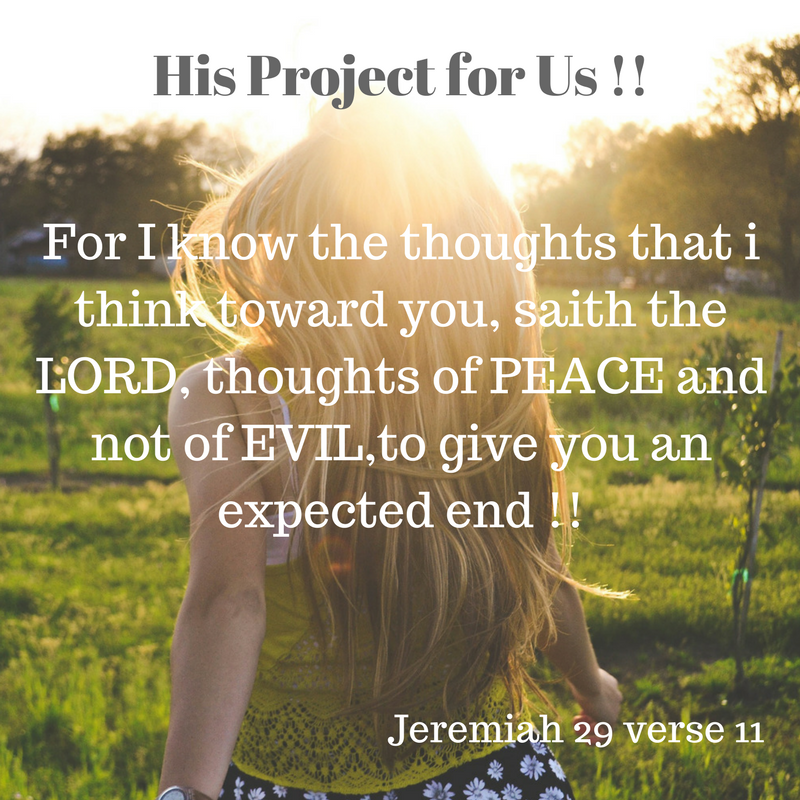 His Project for Us !!
For I know the thoughts that i
think toward you, saith the
LORD, thoughts of PEACE and
not of EVIL,to give you an
expected end !!
Jeremiah 29 verse 11